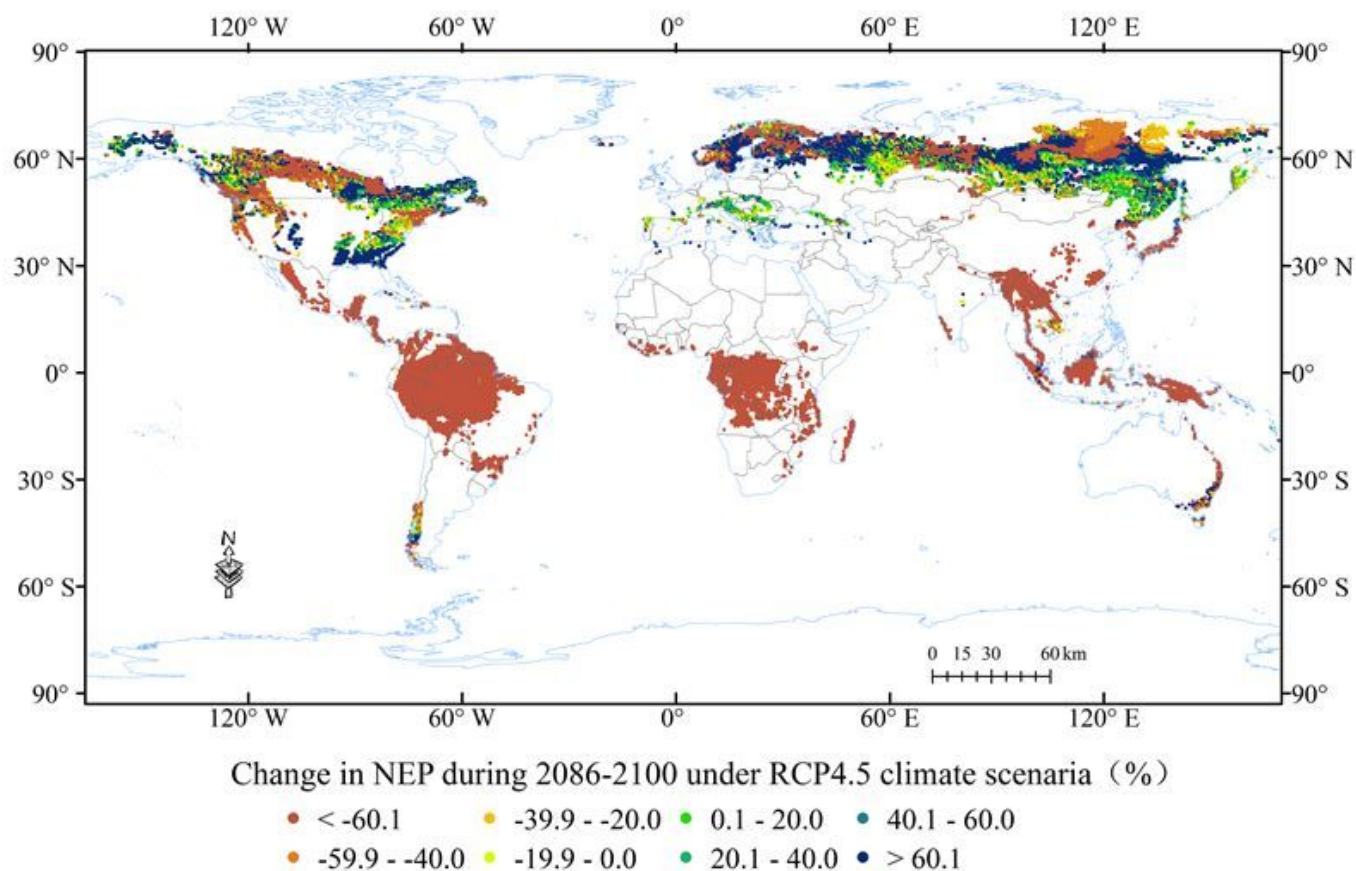 120° W 60° W 0° 60° E 120° E
90° 90°
60° N 60° N
30° N 30° N
0° 0°
30° S 30° S
N
60° S 60° S
0 15 30 60 km
90° 90°
120° W 60° W 0° 60° E 120° E
Change in NEP during 2086-2100 under RCP4.5 climate scenaria（%）
< -60.1 -39.9 - -20.0 0.1 - 20.0 40.1 - 60.0
-59.9 - -40.0 -19.9 - 0.0 20.1 - 40.0 > 60.1